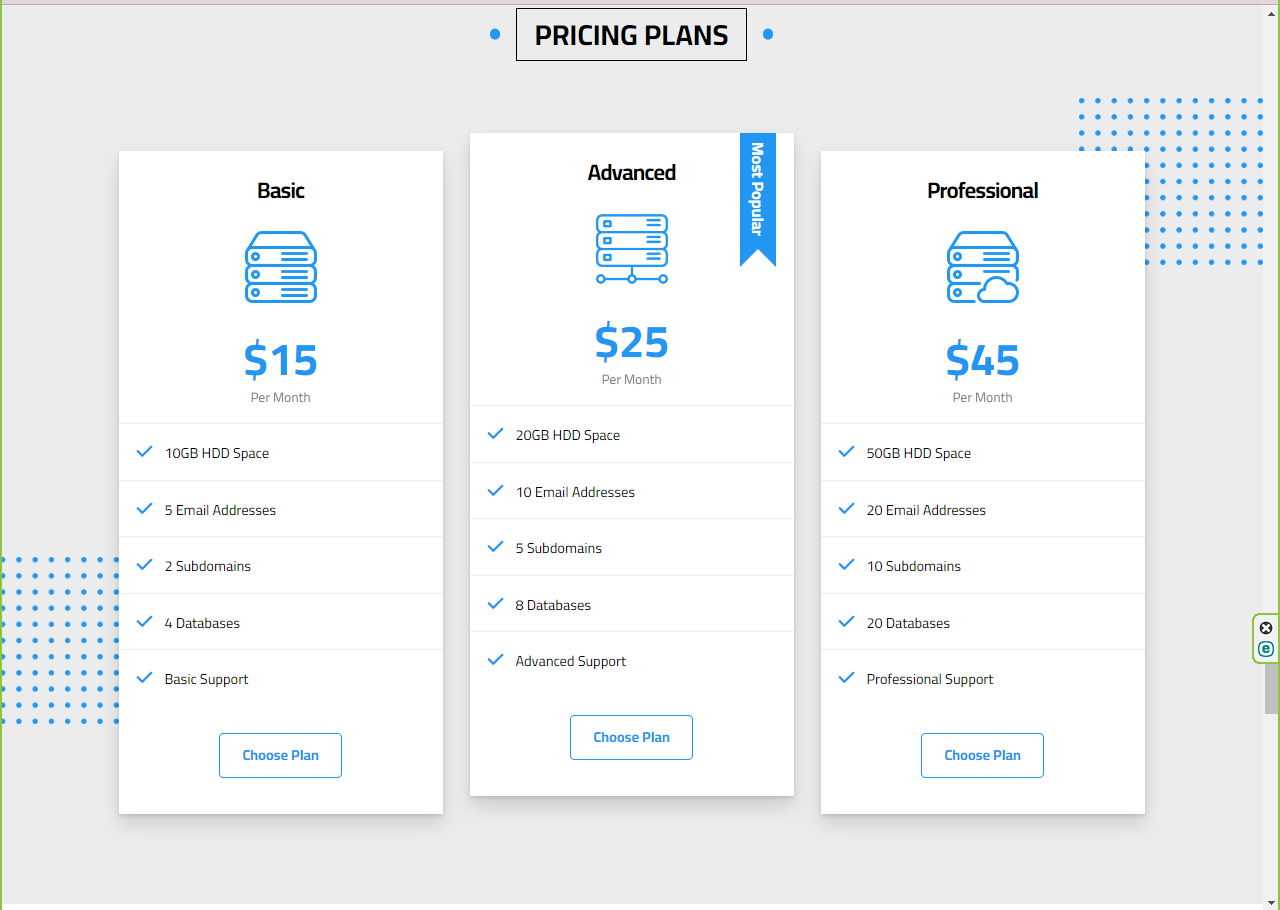 PRICING PLANS
Basic
$15
Per Month
10GB HDD Space
5 Email Addresses
2 Subdomains
4 Databases
Basic Support
Choose Plan
Most Popular
Advanced
$25
Per Month
20GB HDD Space
10 Email Addresses
5 Subdomains
8 Databases
Advanced Support
Choose Plan
Professional
$45
Per Month
50GB HDD Space
20 Email Addresses
10 Subdomains
20 Databases
Professional Support
Choose Plan
e